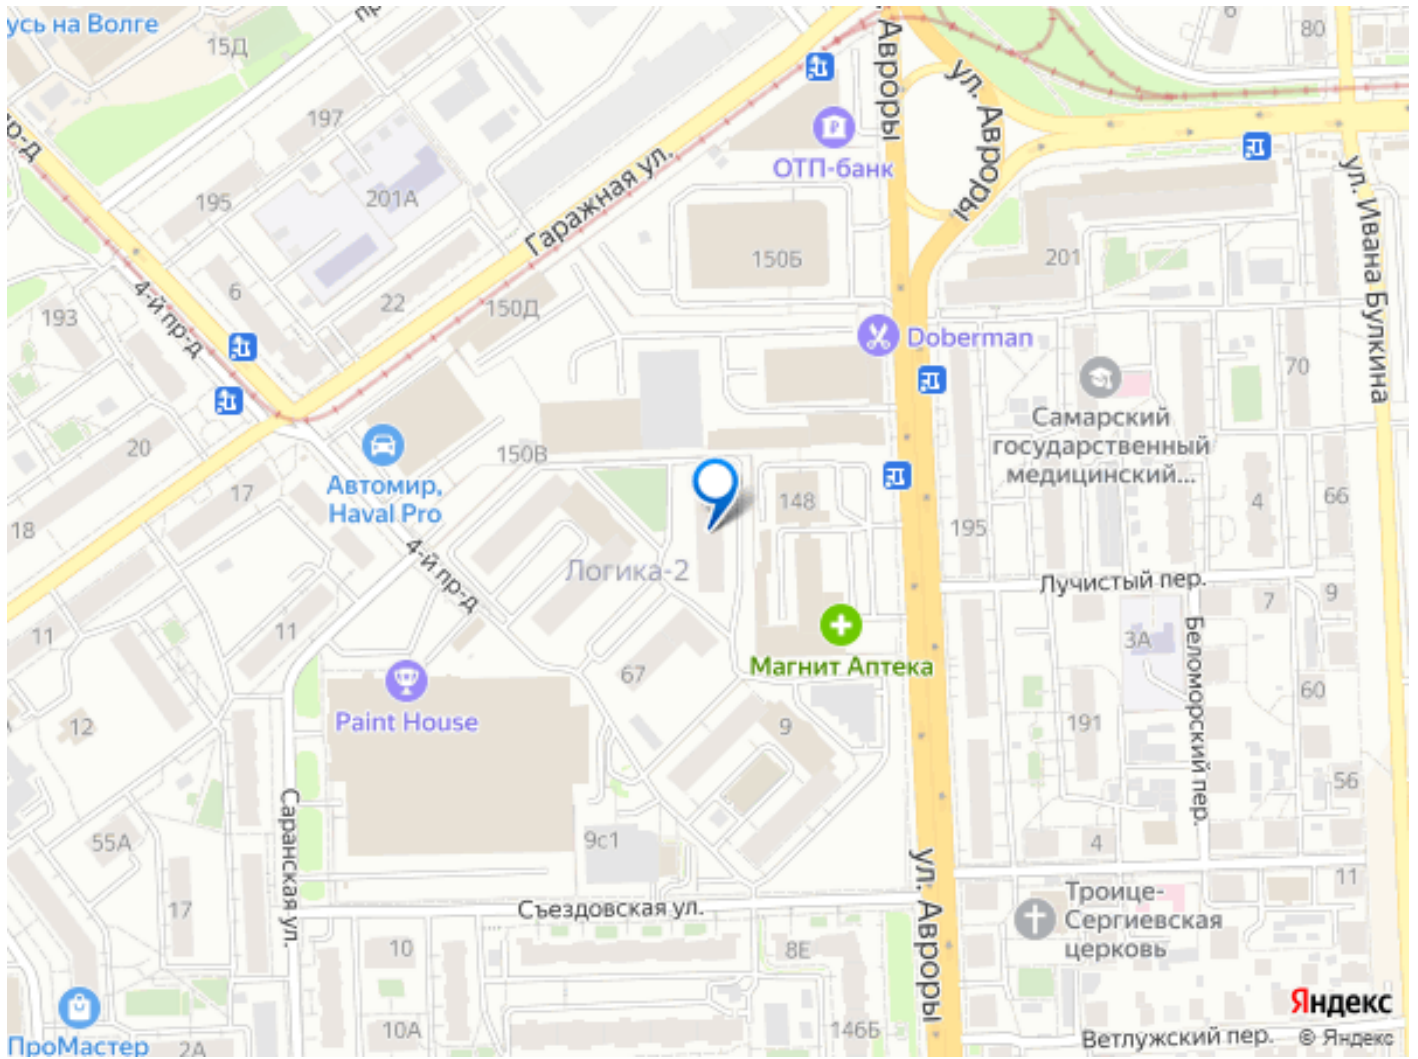 усь на Волге
15Д
пр
Авроры
ул. Авроры
6
80
пр-д
197
ОТП-банк
195
201А
Гаражная ул.
ул. Ивана Булкина
150Б
201
4-й пр-д
6
22
150Д
193
Doberman
70
20
150В
Самарский
государственный
медицинский...
Автомир,
Haval Pro
17
18
148
4
66
195
4-й пр-д
Логика-2
Лучистый пер.
7
9
11
11
3А
Беломорский пер.
Магнит Аптека
67
60
Paint House
12
9
191
56
Саранская ул.
55А
9с1
4
ул. Авроры
11
17
Съездовская ул.
Троице-
Сергиевская
церковь
10
8Е
Яндекс
10А
146Б
Ветлужский пер.
© Яндекс
ПроМастер
2А